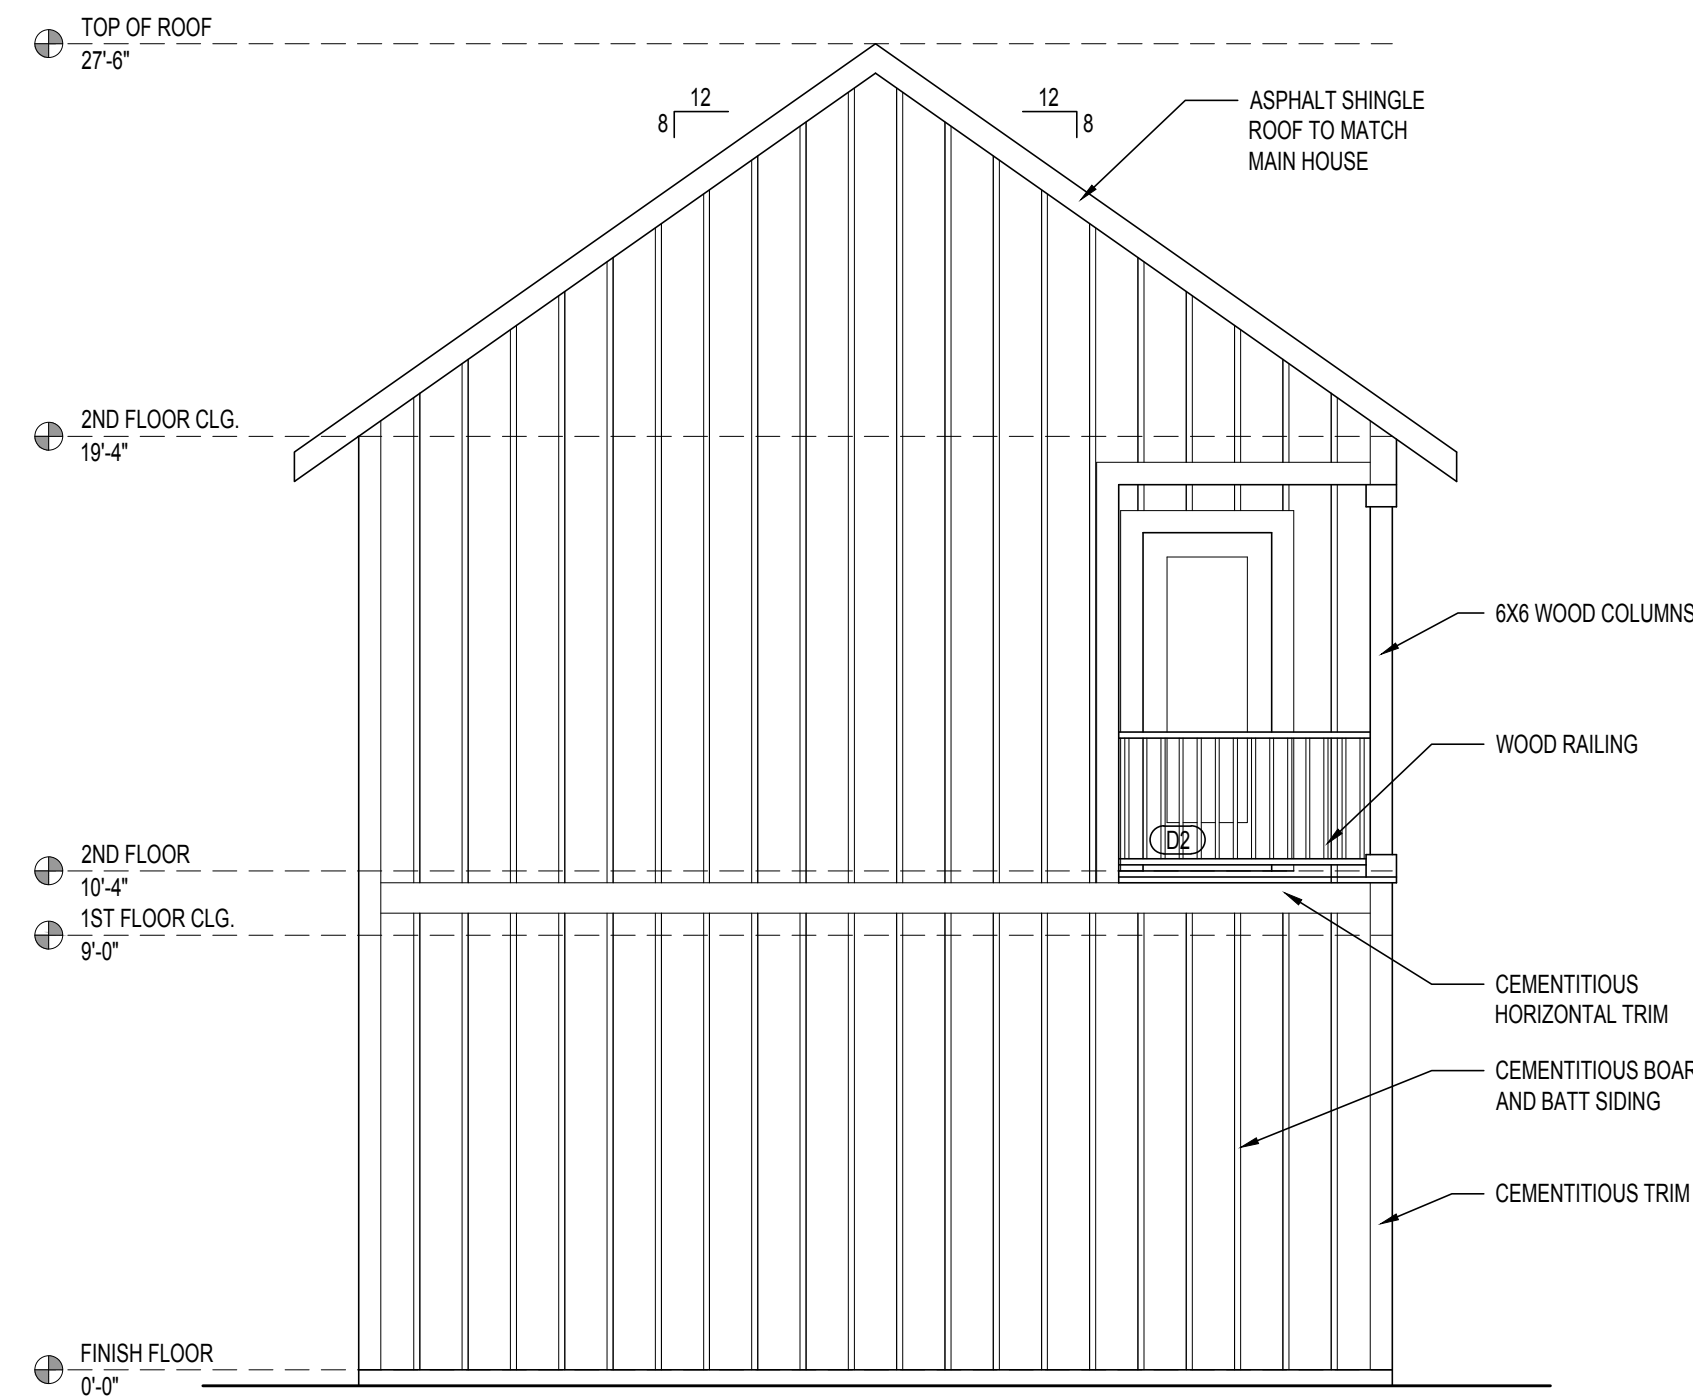 TOP OF ROOF
27'-6"
12
8
12
8
ASPHALT SHINGLE
ROOF TO MATCH
MAIN HOUSE
2ND FLOOR CLG.
19'-4"
6X6 WOOD COLUMNS
WOOD RAILING
D2
2ND FLOOR
10'-4"
1ST FLOOR CLG.
9'-0"
CEMENTITIOUS
HORIZONTAL TRIM
CEMENTITIOUS BOAR
AND BATT SIDING
CEMENTITIOUS TRIM
FINISH FLOOR
0'-0"